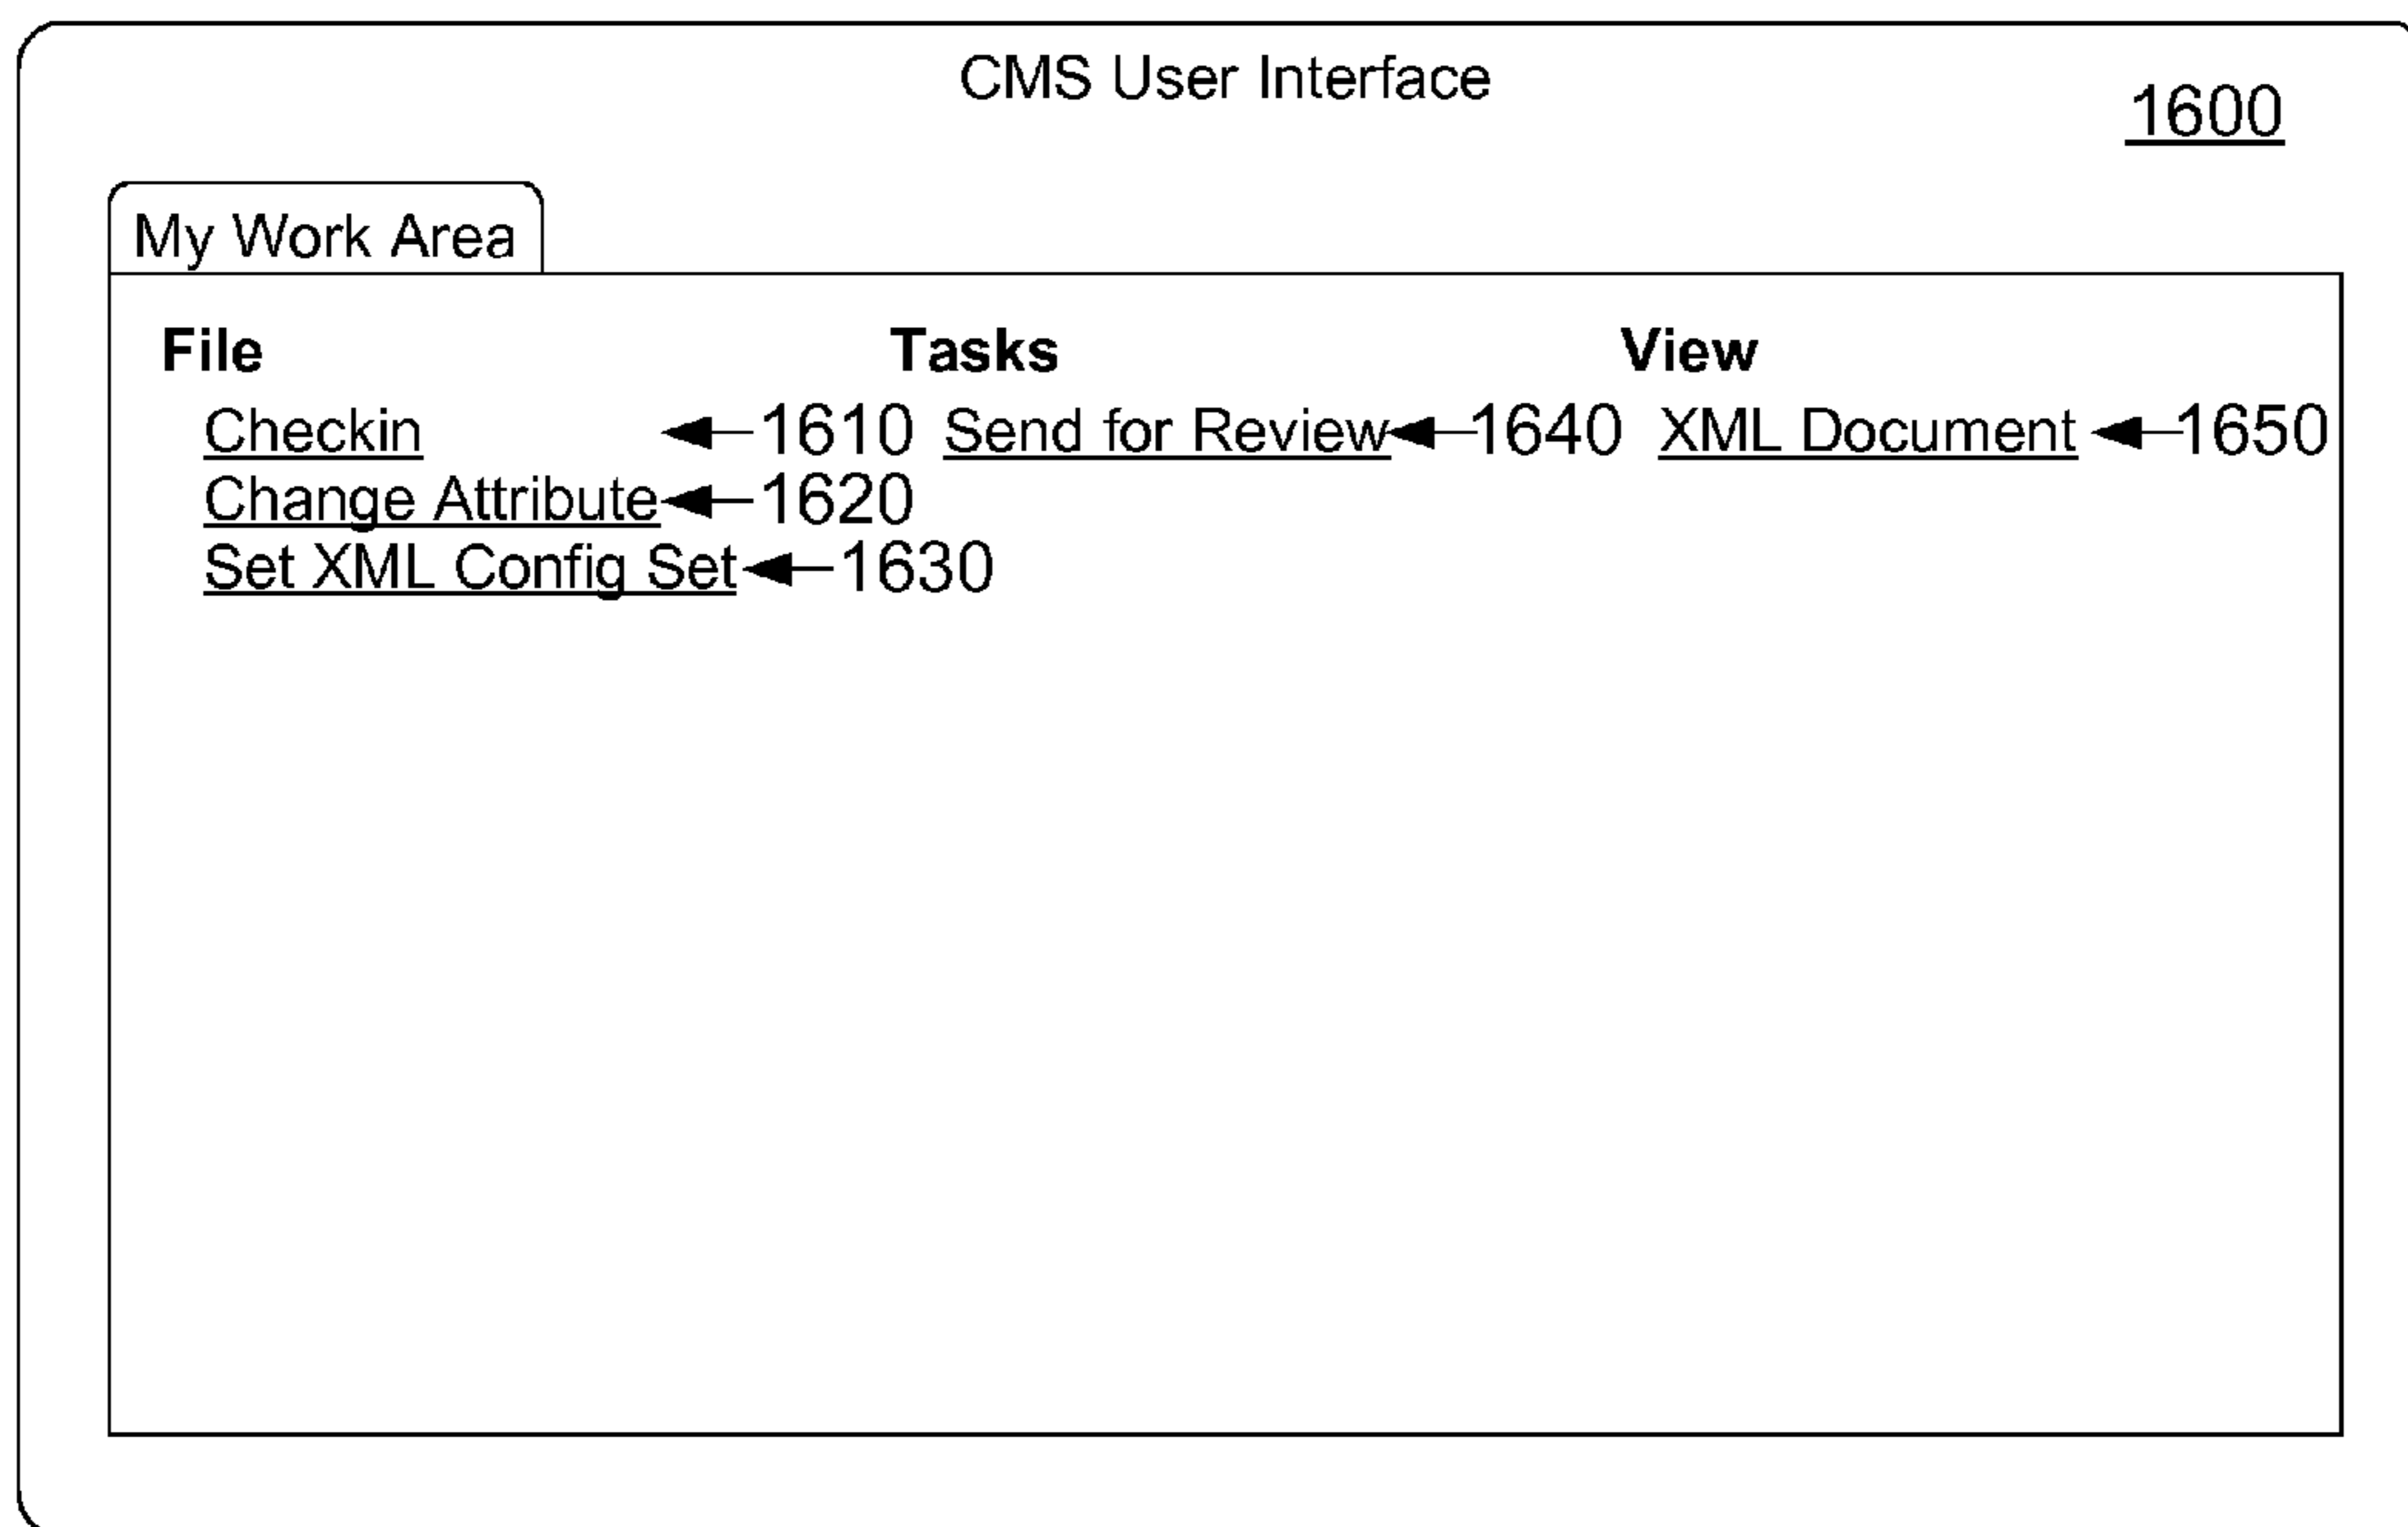 CMS User Interface
1600
My Work Area
File Tasks View
Checkin 1610 Send for Review 1640 XML Document 1650
Change Attribute 1620
Set XML Config Set 1630